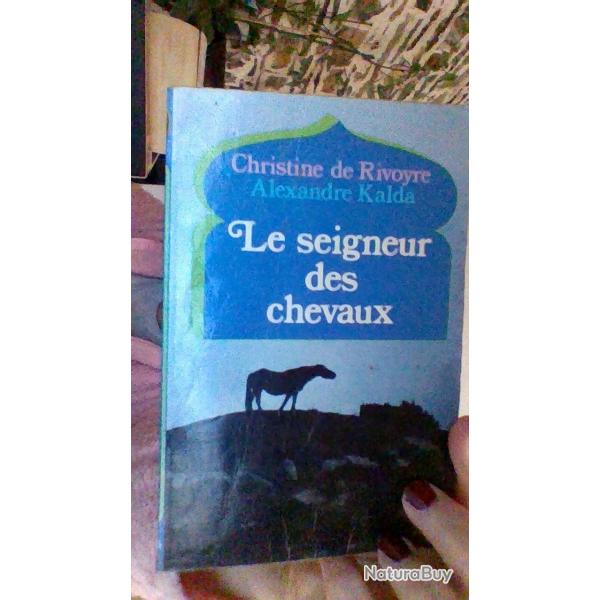 Christine de Rivoyre
Alexandre Kalda
Le seigneur
des
chevaux
NaturaBuy